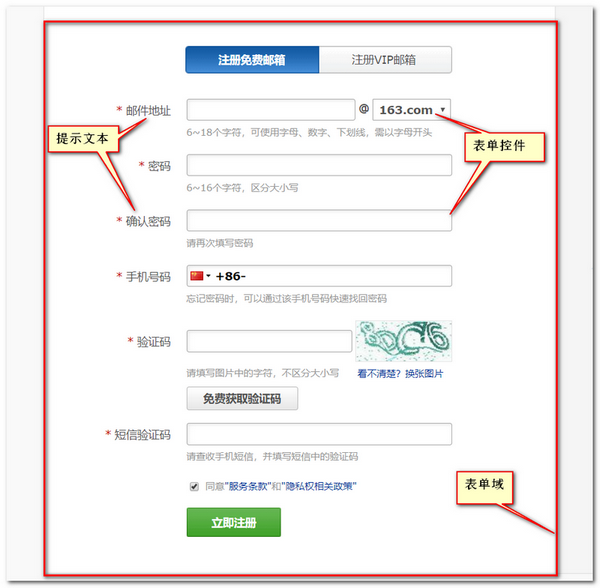 注册免费邮箱 注册VIP邮箱
* 邮件地址 @ 163.com
6~18个字符，可使用字母、数字、下划线，需以字母开头
提示文本
表单控件
* 密码
6~16个字符，区分大小写
* 确认密码
请再次填写密码
* 手机号码 +86-
忘记密码时，可以通过该手机号码快速找回密码
* 验证码
请填写图片中的字符，不区分大小写 看不清楚？换张图片
免费获取验证码
* 短信验证码
请查收手机短信，并填写短信中的验证码
同意"服务条款"和"隐私权相关政策"
表单域
立即注册